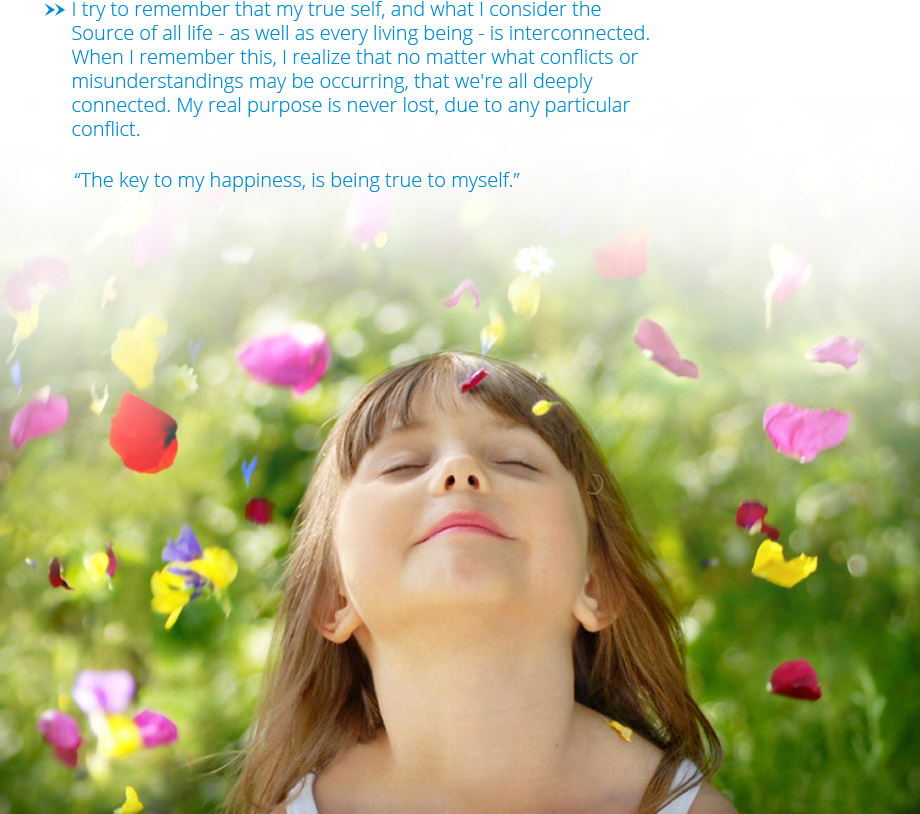 I try to remember that my true self, and what I consider the
Source of all life - as well as every living being - is interconnected.
When I remember this, I realize that no matter what conflicts or
misunderstandings may be occurring, that we're all deeply
connected. My real purpose is never lost, due to any particular
conflict.
“The key to my happiness, is being true to myself.”